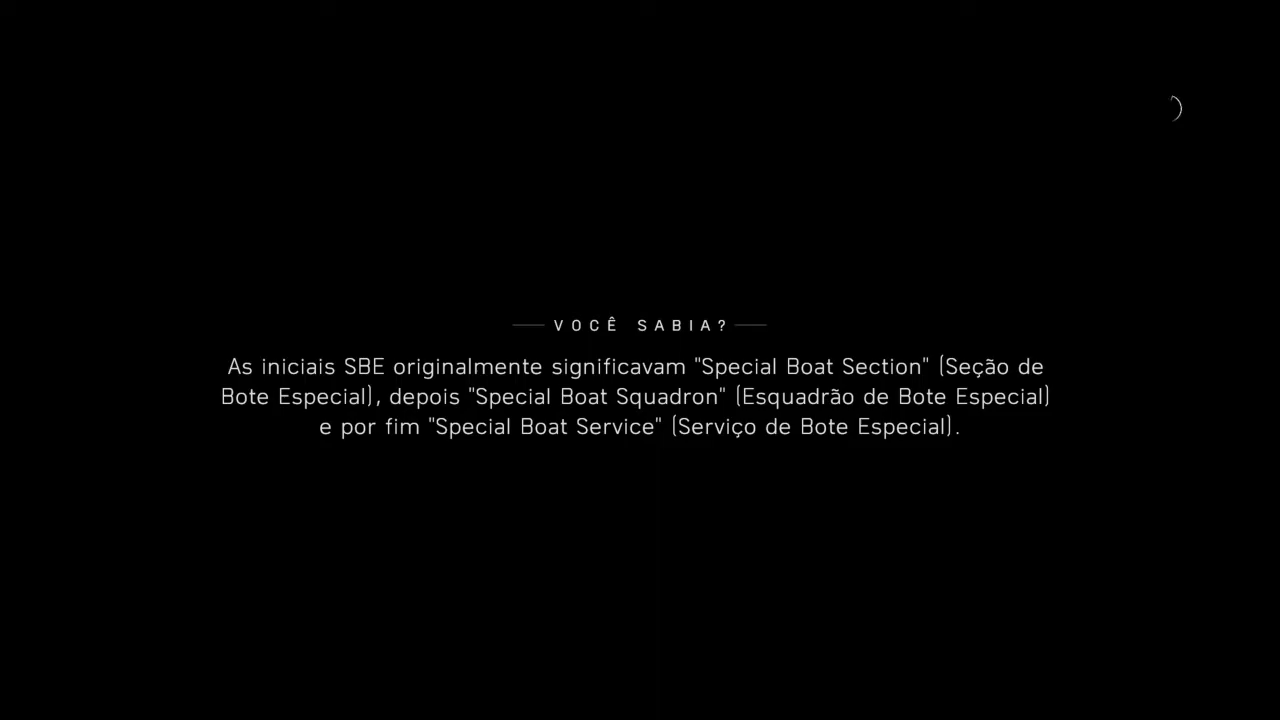 VOCÊ SABIA?
As iniciais SBE originalmente significavam "Special Boat Section" (Seção de
Bote Especial), depois "Special Boat Squadron" (Esquadrão de Bote Especial)
e por fim "Special Boat Service" (Serviço de Bote Especial).